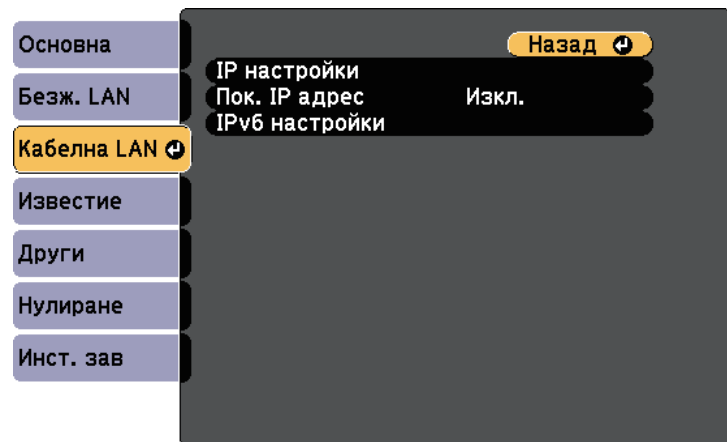 Основна
Безж. LAN
Кабелна LAN
Известие
Други
Нулиране
Инст. зав
Назад
IP настройки
Пок. IP адрес Изкл.
IPv6 настройки